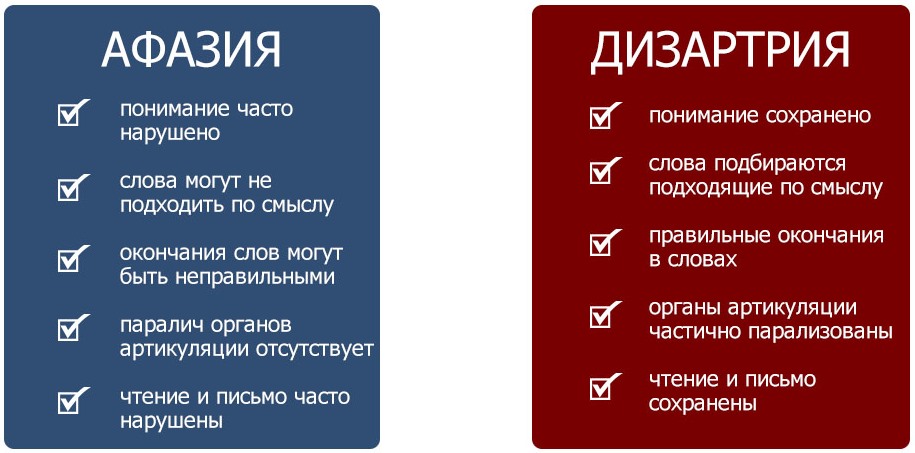 АФАЗИЯ
понимание часто
нарушено
слова могут не
подходить по смыслу
окончания слов могут
быть неправильными
паралич органов
артикуляции отсутствует
чтение и письмо часто
нарушены
ДИЗАРТРИЯ
понимание сохранено
слова подбираются
подходящие по смыслу
правильные окончания
в словах
органы артикуляции
частично парализованы
чтение и письмо
сохранены